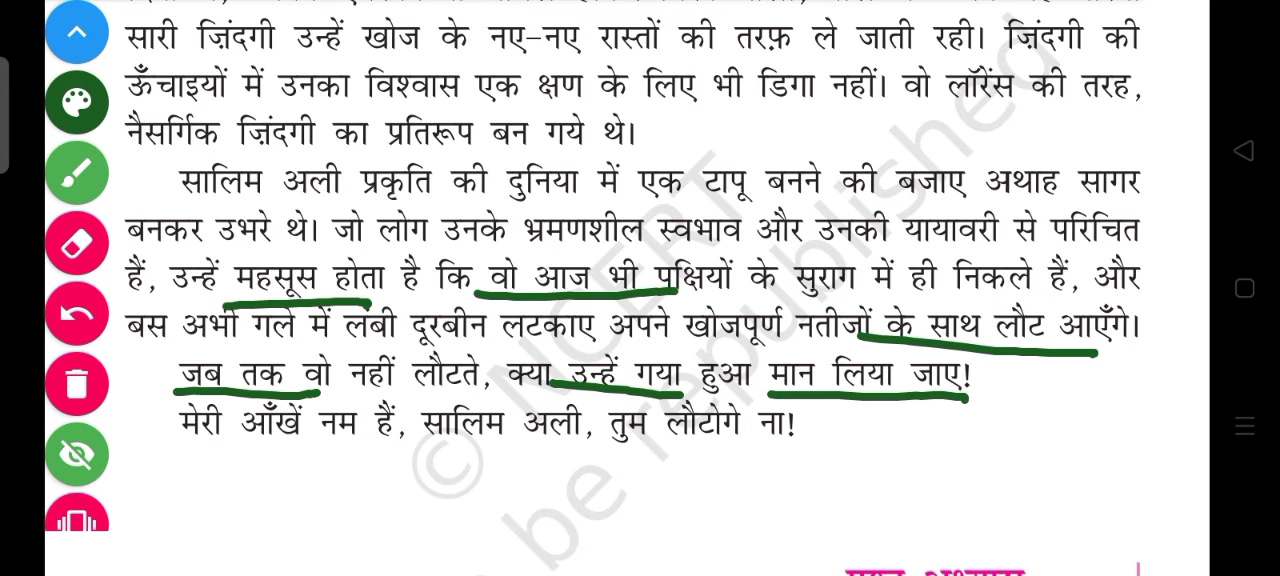 सारी ज़िंदगी उन्हें खोज के नए-नए रास्तों की तरफ़ ले जाती रही। ज़िंदगी की
ऊँचाइयों में उनका विश्वास एक क्षण के लिए भी डिगा नहीं। वो लॉरेंस की तरह,
नैसर्गिक ज़िंदगी का प्रतिरूप बन गये थे।
सालिम अली प्रकृति की दुनिया में एक टापू बनने की बजाए अथाह सागर
बनकर उभरे थे। जो लोग उनके भ्रमणशील स्वभाव और उनकी यायावरी से परिचित
हैं, उन्हें महसूस होता है कि वो आज भी पक्षियों के सुराग में ही निकले हैं, और
बस अभी गले में लंबी दूरबीन लटकाए अपने खोजपूर्ण नतीजों के साथ लौट आएँगे।
जब तक वो नहीं लौटते, क्या उन्हें गया हुआ मान लिया जाए!
मेरी आँखें नम हैं, सालिम अली, तुम लौटोगे ना!
© NCERT
be republished